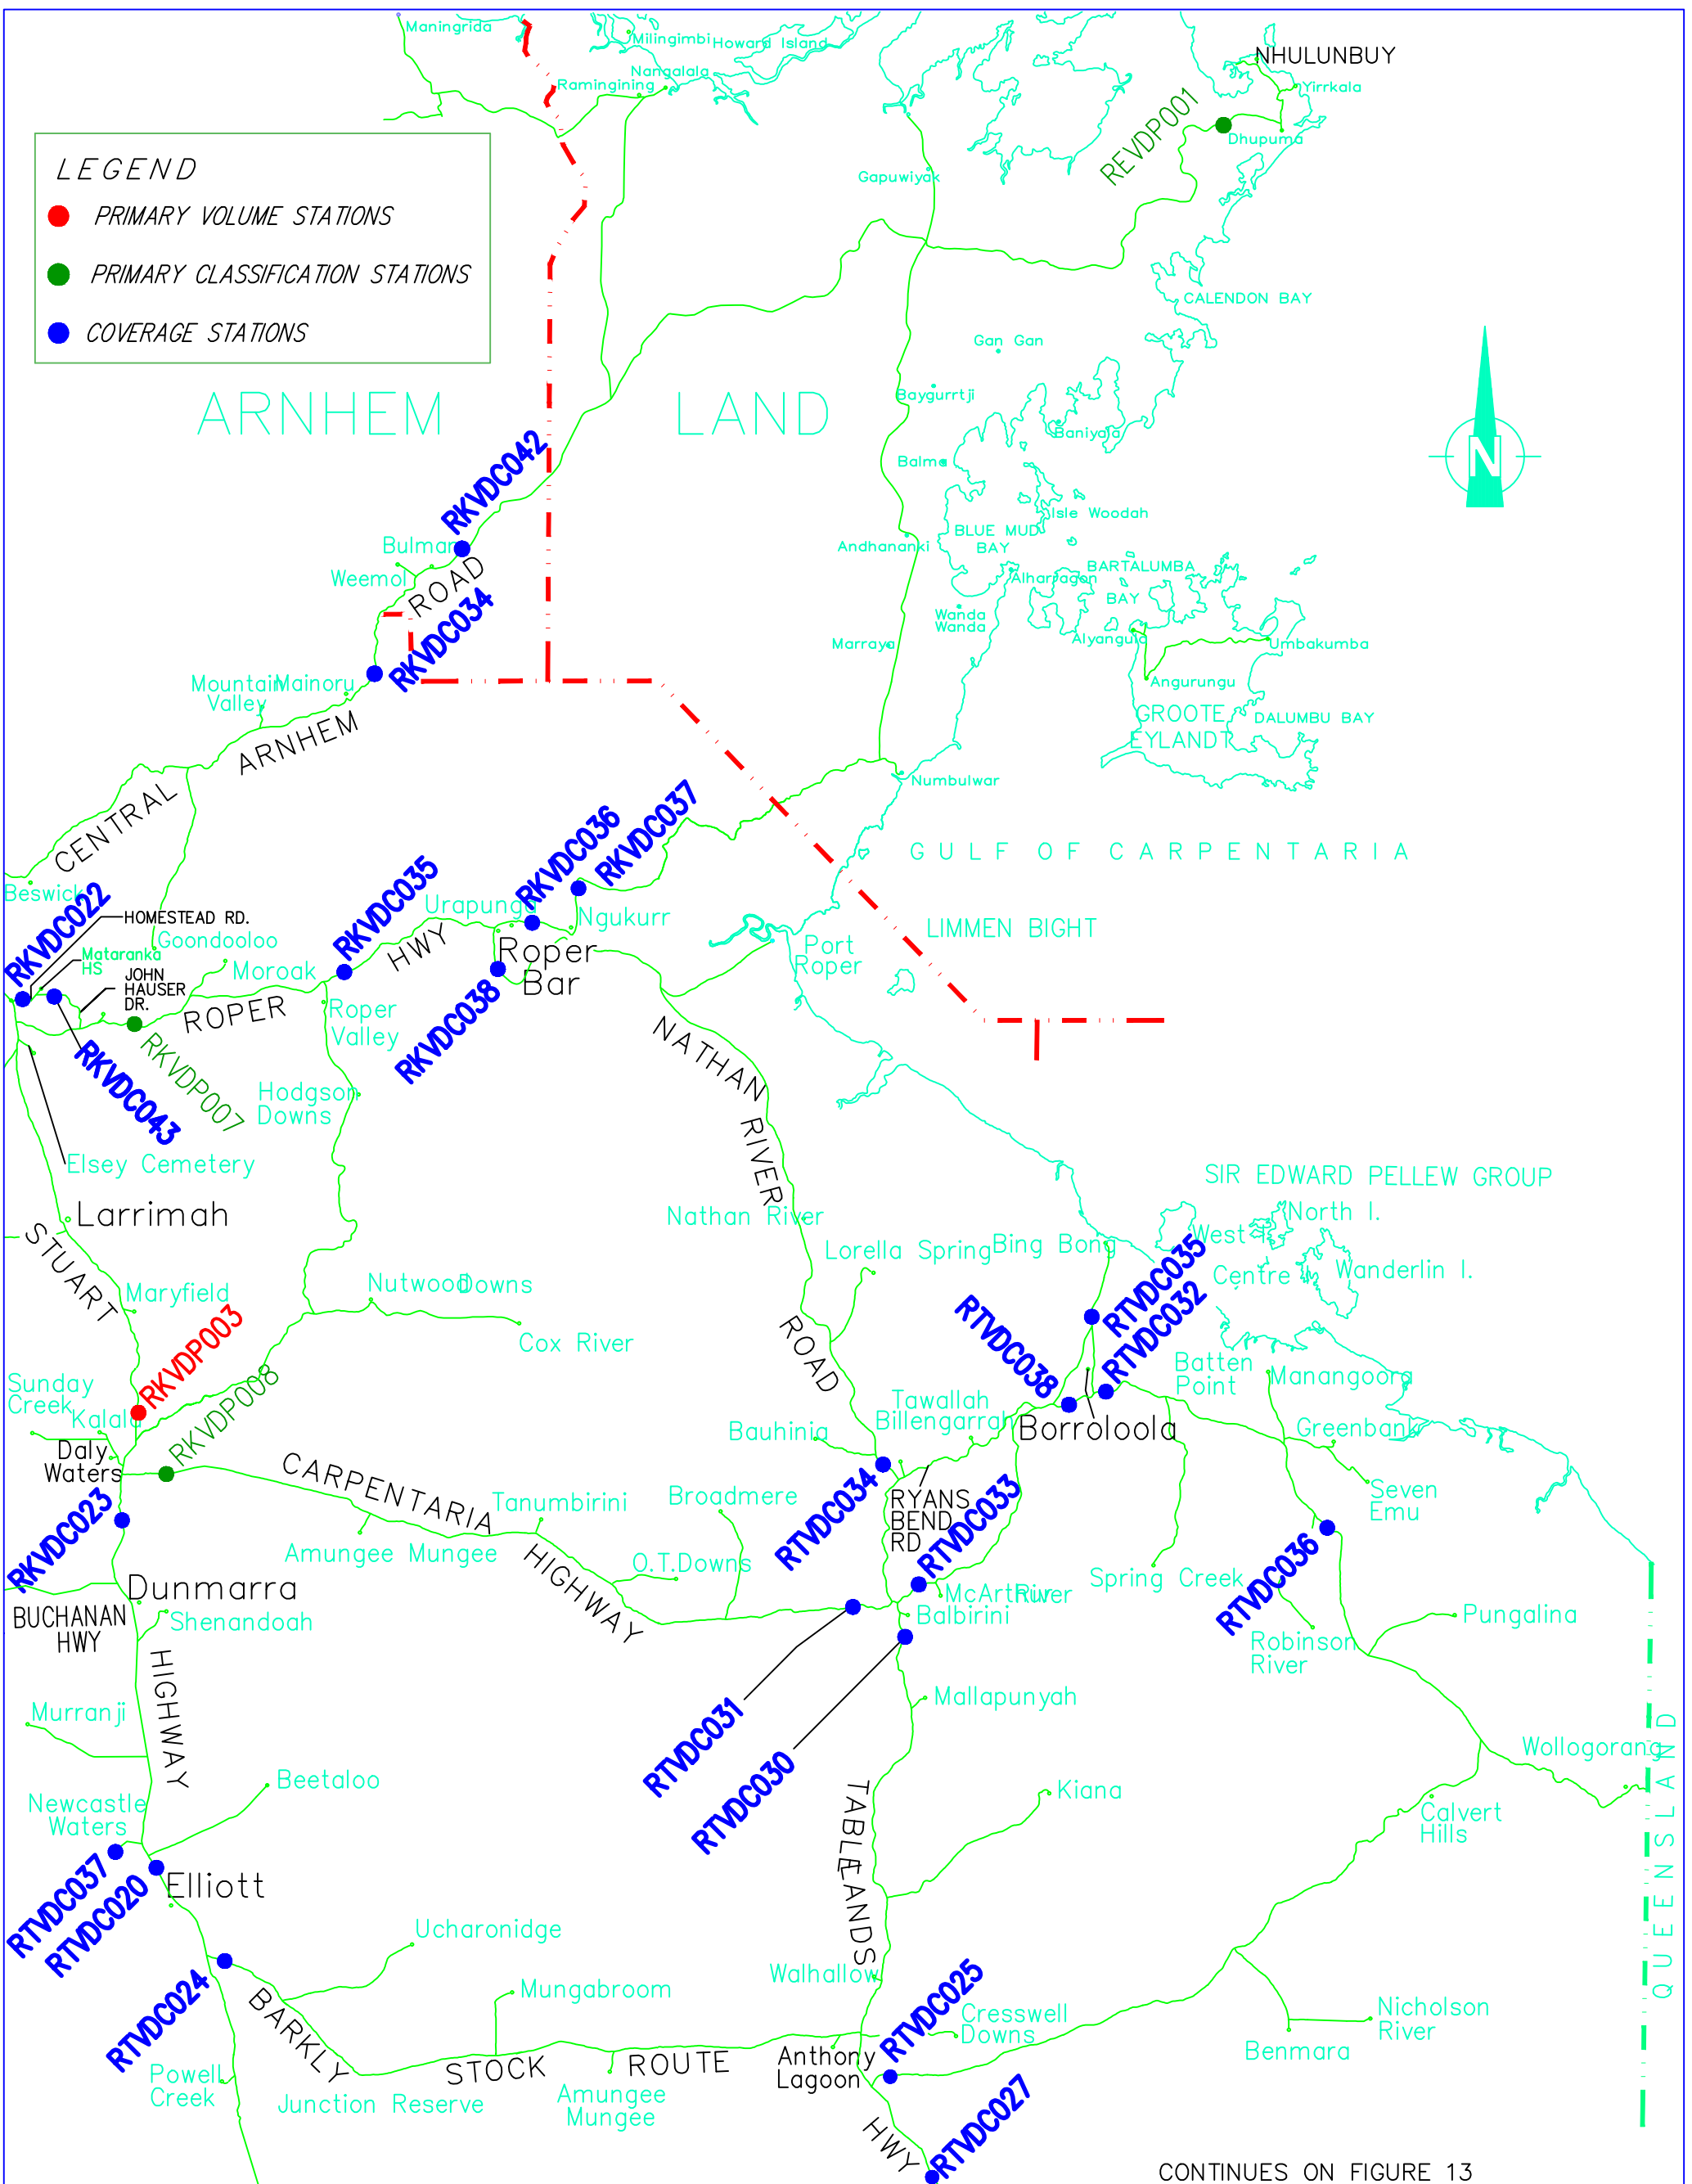 Maningrida
Milingimbi
Howard Island
Nangalala
Ramingining
NHULUNBUY
Yirrkala
REVDP001
Dhupuma
Gapuwiyak
LEGEND
PRIMARY VOLUME STATIONS
PRIMARY CLASSIFICATION STATIONS
COVERAGE STATIONS
CALENDON BAY
Gan Gan
ARNHEM LAND
Baygurrtji
Baniyala
N
RKVDC042
Balma
Isle Woodah
BLUE MUD
BAY
Bulman
Andhananki
Weemol
ROAD
Alharragan
BARTALUMBA
BAY
RKVDC034
Wanda
Wanda
Marraya
Alyangula
Umbakumba
Mountain
Valley
Mainoru
Angurungu
GROOTE
EYLANDT
DALUMBU BAY
ARNHEM
CENTRAL
Numbulwar
RKVDC036
RKVDC037
GULF OF CARPENTARIA
Beswick
RKVDC022
HOMESTEAD RD.
RKVDC035
Urapunga
Ngukurr
Goondooloo
Mataranka
HS
HWY
Roper
Bar
LIMMEN BIGHT
Port
Roper
JOHN
HAUSER
DR.
Moroak
ROPER
Roper
Valley
RKVDC038
RKVDP007
RKVDC043
NATHAN
Hodgson
Downs
RIVER
Elsey Cemetery
SIR EDWARD PELLEW GROUP
Larrimah
Nathan River
North I.
West I.
STUART
Lorella Spring
Bing Bong
RTVDC035
Centre I.
Wanderlin I.
Maryfield
Nutwood Downs
RTVDC032
RKVDP003
Cox River
ROAD
RTVDC038
Batten
Point
Manangoora
Sunday
Creek
Kalala
RKVDP008
Tawallah
Billengarrah
Bauhinia
Borroloola
Greenbank
Daly
Waters
CARPENTARIA
Seven
Emu
RKVDC023
Tanumbirini
Broadmere
RTVDC034
RYANS
BEND
RD
RTVDC033
Amungee Mungee
HIGHWAY
O.T.Downs
Spring Creek
RTVDC036
Dunmarra
McArthur River
Balbirini
BUCHANAN
HWY
Shenandoah
Pungalina
Robinson
River
HIGHWAY
RTVDC031
Mallapunyah
Murranji
RTVDC030
Wollogorang
QUEENSLAND
Beetaloo
Kiana
Newcastle
Waters
TABLELANDS
Calvert
Hills
RTVDC037
RTVDC020
Elliott
Ucharonidge
Walhallow
RTVDC025
RTVDC024
BARKLY
Mungabroom
Cresswell
Downs
Nicholson
River
Benmara
STOCK
ROUTE
Anthony
Lagoon
Powell
Creek
Junction Reserve
Amungee
Mungee
RTVDC027
HWY
CONTINUES ON FIGURE 13